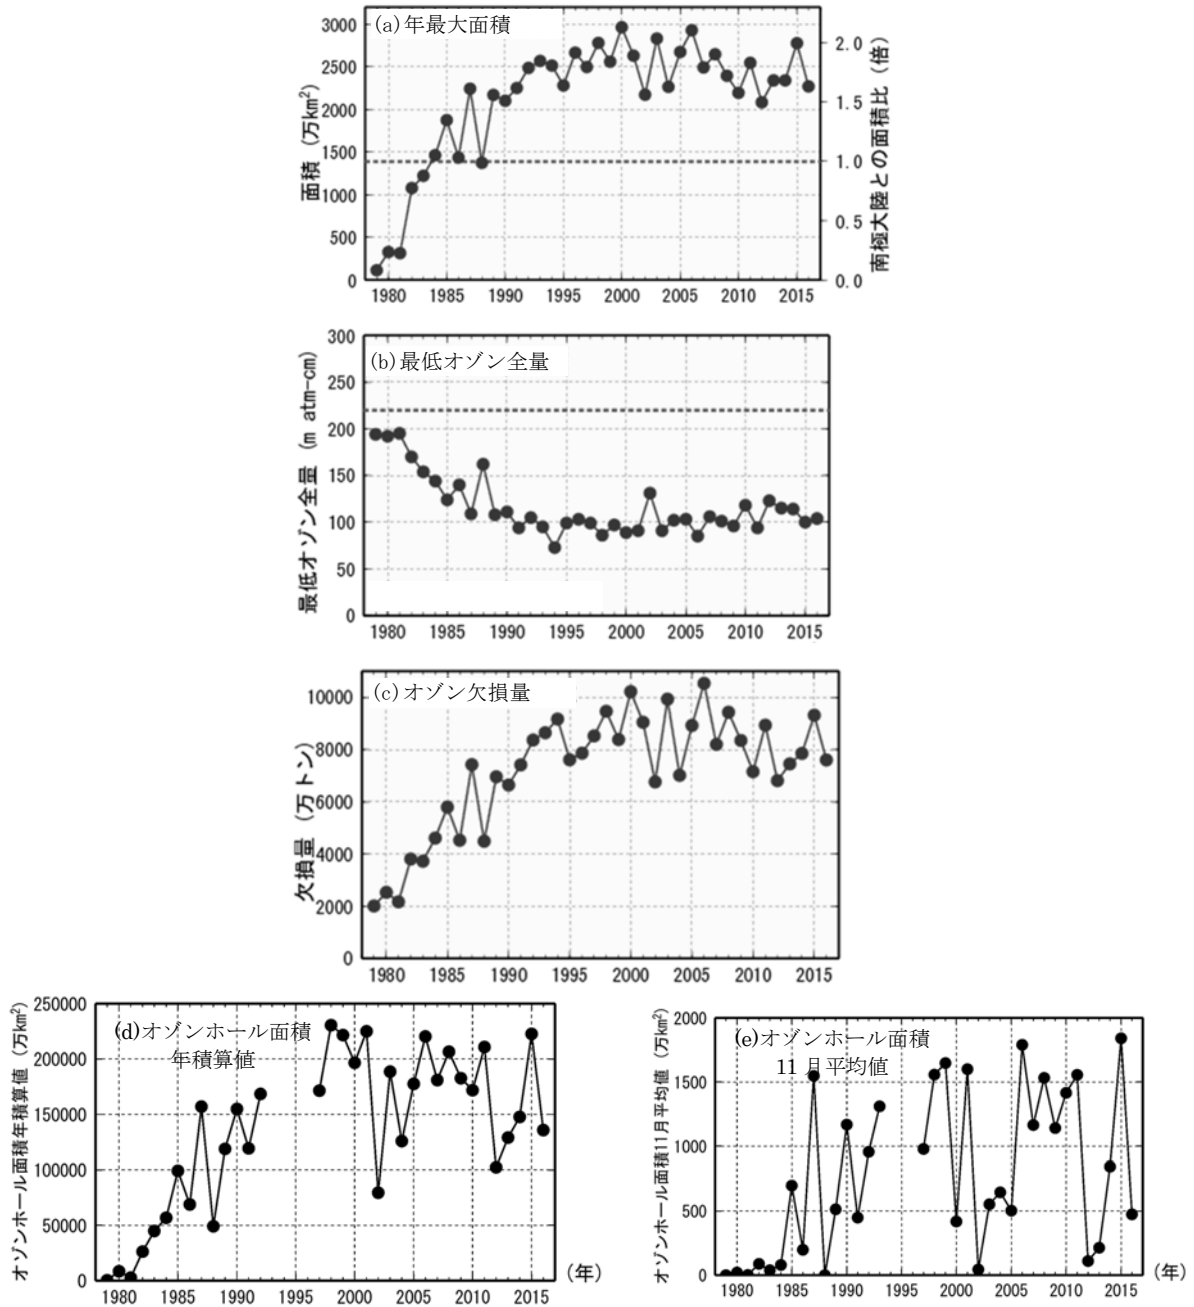 (a)年最大面積
面積 (万km²)
3000
2500
2000
1500
1000
500
0
2.0
1.5
1.0
0.5
0.0
南極大陸との面積比 (倍)
1980 1985 1990 1995 2000 2005 2010 2015
(b)最低オゾン全量
最低オゾン全量 (m atm-cm)
300
250
200
150
100
50
0
1980 1985 1990 1995 2000 2005 2010 2015
(c)オゾン欠損量
欠損量 (万トン)
10000
8000
6000
4000
2000
0
1980 1985 1990 1995 2000 2005 2010 2015
(d)オゾンホール面積
年積算値
オゾンホール面積年積算値 (万km²)
250000
200000
150000
100000
50000
0
1980 1985 1990 1995 2000 2005 2010 2015
(年)
(e)オゾンホール面積
11月平均値
オゾンホール面積11月平均値 (万km²)
2000
1500
1000
500
0
1980 1985 1990 1995 2000 2005 2010 2015
(年)